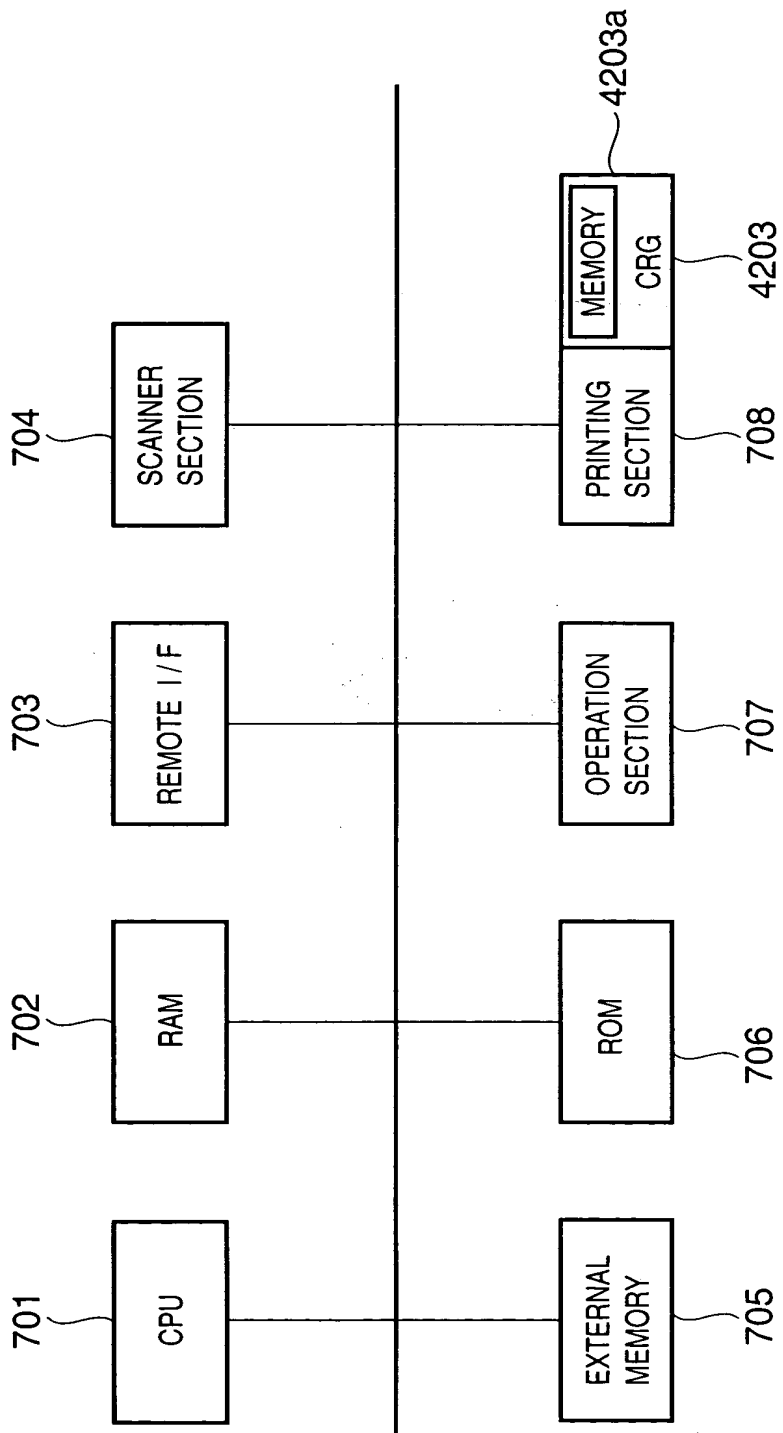 701
702
703
704
CPU
RAM
REMOTE I/F
SCANNER
SECTION
EXTERNAL
MEMORY
ROM
OPERATION
SECTION
PRINTING
SECTION
MEMORY
CRG
4203a
705
706
707
708
4203